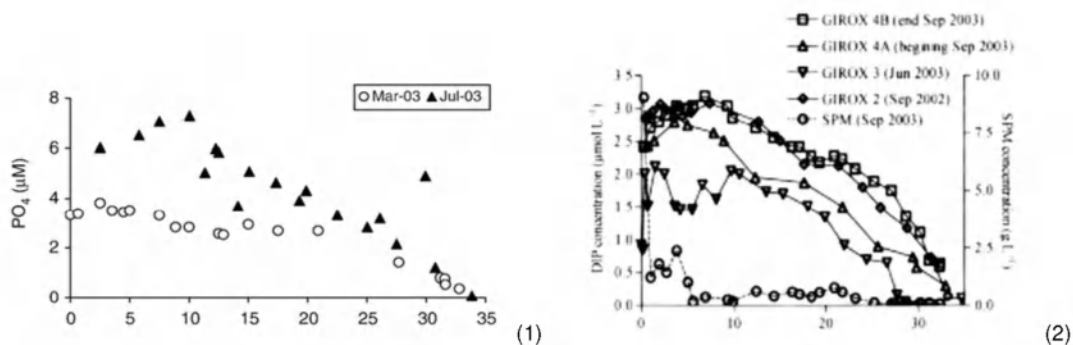 8
6
4
2
0
PO4 (μM)
Mar-03 Jul-03
0 5 10 15 20 25 30 35
(1)
GIROX 4B (end Sep 2003)
GIROX 4A (begining Sep 2003)
GIROX 3 (Jun 2003)
GIROX 2 (Sep 2002)
SPM (Sep 2003)
3.5
3.0
2.5
2.0
1.5
1.0
0.5
0.0
DIP concentration (μmol L⁻¹)
10.0
7.5
5.0
2.5
0.0
SPM concentration (g L⁻¹)
0 10 20 30
(2)